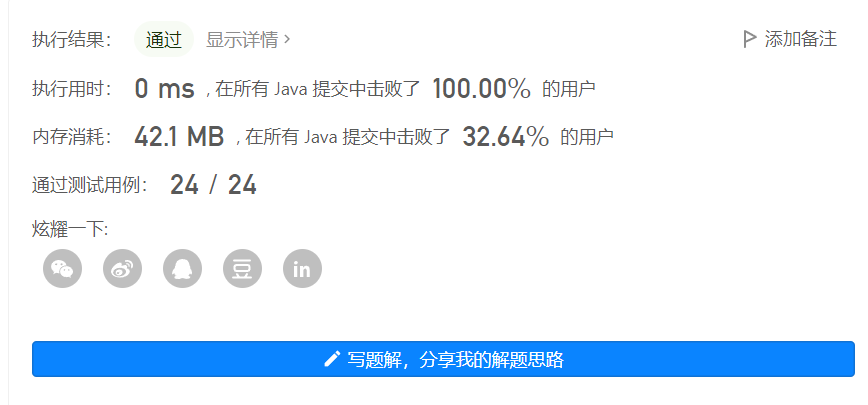 执行结果： 通过 显示详情 › 添加备注
执行用时： 0 ms , 在所有 Java 提交中击败了 100.00% 的用户
内存消耗： 42.1 MB , 在所有 Java 提交中击败了 32.64% 的用户
通过测试用例： 24 / 24
炫耀一下:
豆 in
写题解，分享我的解题思路